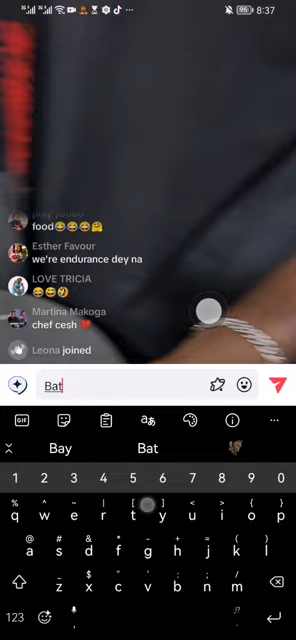 8:37
95
food😂😂😂🤗
Esther Favour
we're endurance dey na
LOVE TRICIA
😂😂🤣
Martina Makoga
chef cesh ❤️
Leona joined
Bat
GIF
Bay Bat
1 2 3 4 5 6 7 8 9 0
% ^ ~ | [ ] < > { }
q w e r t y u i o p
@ # & * - + = ( )
a s d f g h j k l
_ $ " ' : ; /
z x c v b n m
123 , .